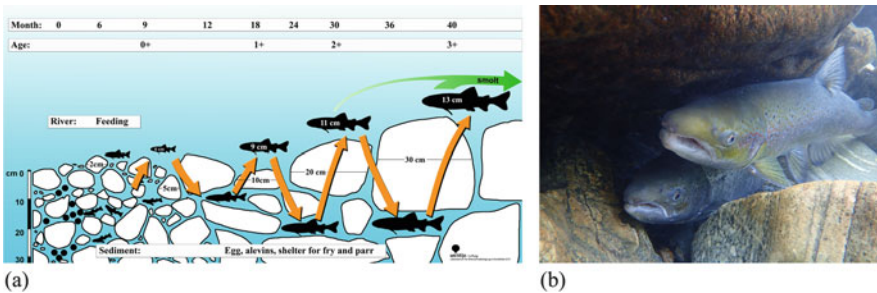 Month: 0 6 9 12 18 24 30 36 40
Age: 0+ 1+ 2+ 3+
smolt
13 cm
11 cm
River: Feeding
9 cm
2cm
30 cm
cm 0
20 cm
10cm
5cm
10
20
Sediment: Egg, alevins, shelter for fry and parr
30
(a)
(b)